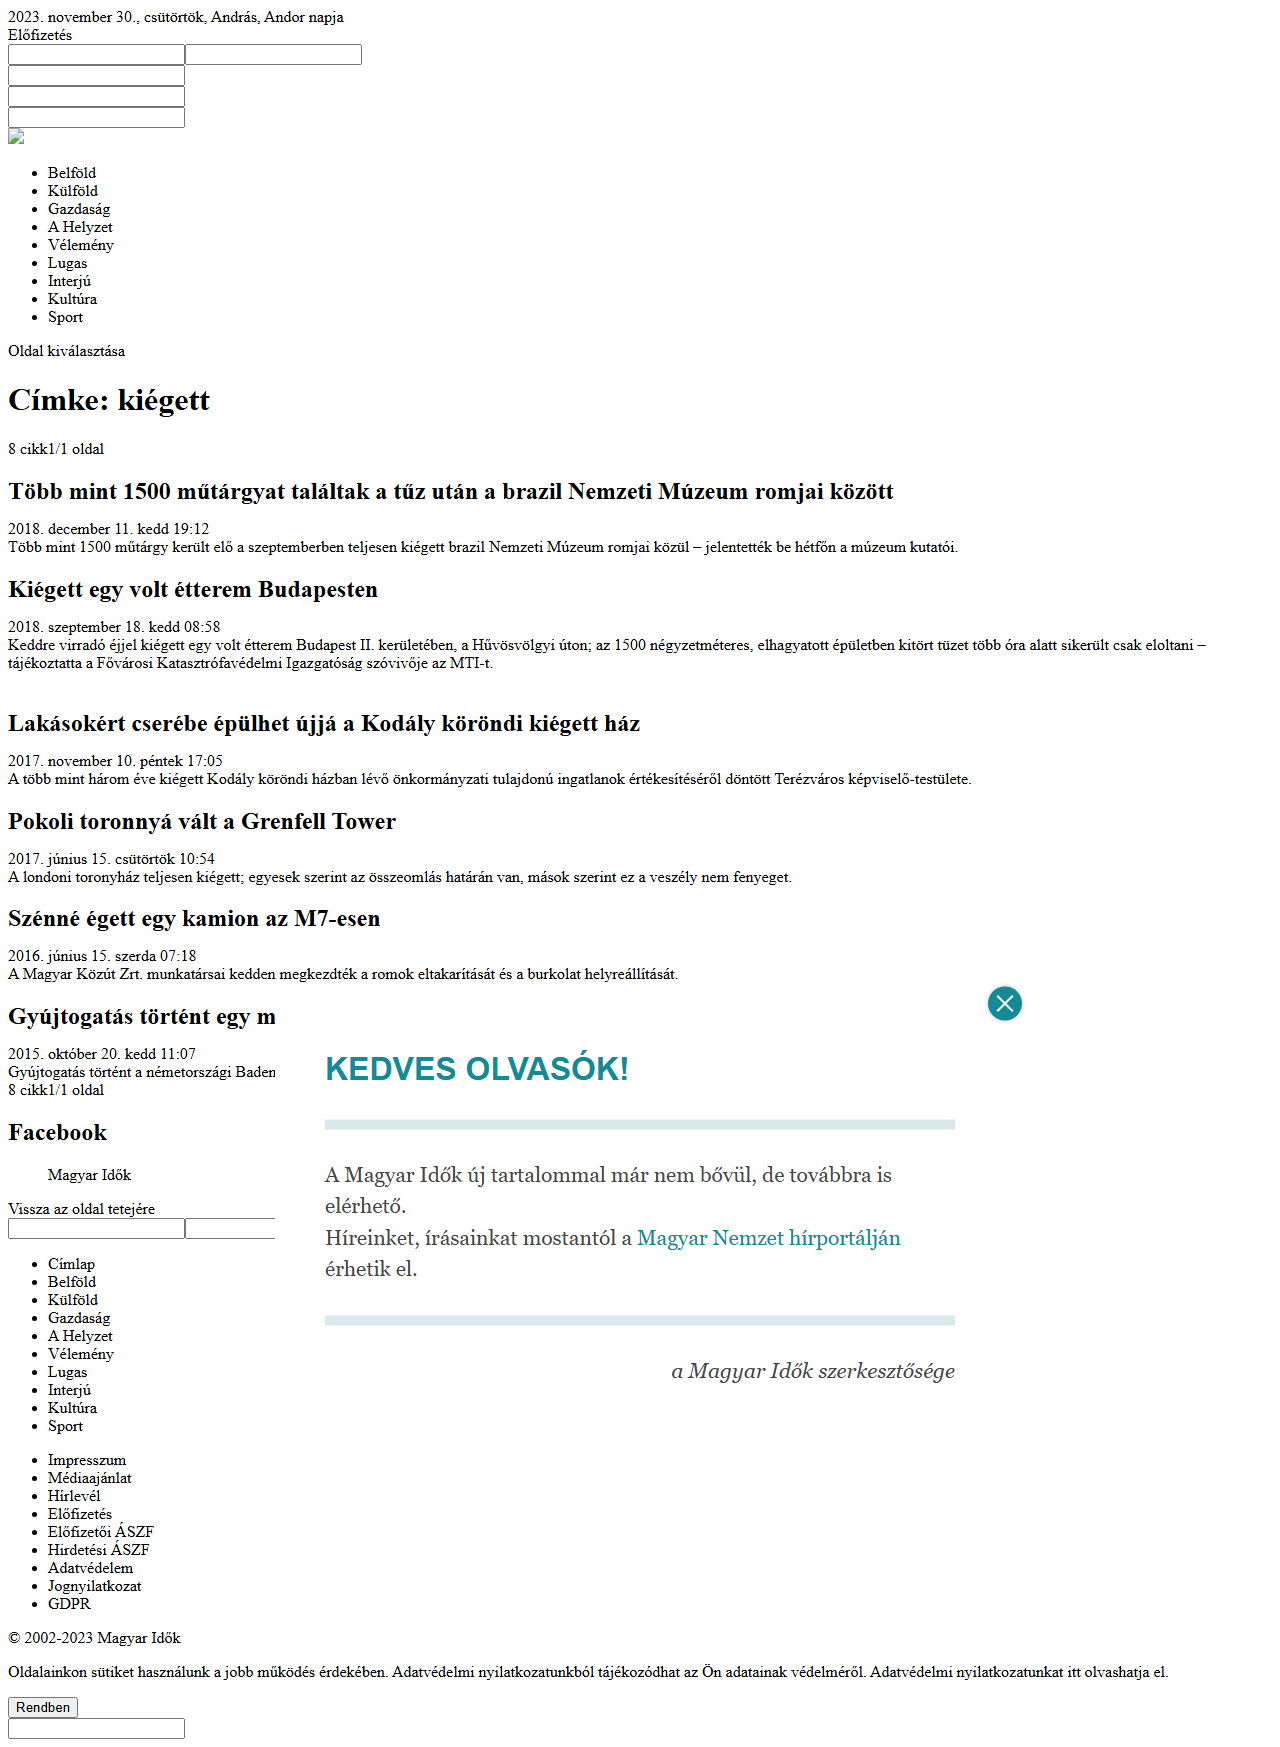 2023. november 30., csütörtök, András, Andor napja
Előfizetés
Belföld
Külföld
Gazdaság
A Helyzet
Vélemény
Lugas
Interjú
Kultúra
Sport
Oldal kiválasztása
Címke: kiégett
8 cikk1/1 oldal
Több mint 1500 műtárgyat találtak a tűz után a brazil Nemzeti Múzeum romjai között
2018. december 11. kedd 19:12
Több mint 1500 műtárgy került elő a szeptemberben teljesen kiégett brazil Nemzeti Múzeum romjai közül – jelentették be hétfőn a múzeum kutatói.
Kiégett egy volt étterem Budapesten
2018. szeptember 18. kedd 08:58
Keddre virradó éjjel kiégett egy volt étterem Budapest II. kerületében, a Hűvösvölgyi úton; az 1500 négyzetméteres, elhagyatott épületben kitört tüzet több óra alatt sikerült csak eloltani –
tájékoztatta a Fővárosi Katasztrófavédelmi Igazgatóság szóvivője az MTI-t.
Lakásokért cserébe épülhet újjá a Kodály köröndi kiégett ház
2017. november 10. péntek 17:05
A több mint három éve kiégett Kodály köröndi házban lévő önkormányzati tulajdonú ingatlanok értékesítéséről döntött Terézváros képviselő-testülete.
Pokoli toronnyá vált a Grenfell Tower
2017. június 15. csütörtök 10:54
A londoni toronyház teljesen kiégett; egyesek szerint az összeomlás határán van, mások szerint ez a veszély nem fenyeget.
Szénné égett egy kamion az M7-esen
2016. június 15. szerda 07:18
A Magyar Közút Zrt. munkatársai kedden megkezdték a romok eltakarítását és a burkolat helyreállítását.
Gyújtogatás történt egy m
2015. október 20. kedd 11:07
Gyújtogatás történt a németországi Baden
8 cikk1/1 oldal
Facebook
Magyar Idők
Vissza az oldal tetejére
KEDVES OLVASÓK!
A Magyar Idők új tartalommal már nem bővül, de továbbra is
elérhető.
Híreinket, írásainkat mostantól a Magyar Nemzet hírportálján
érhetik el.
a Magyar Idők szerkesztősége
Címlap
Belföld
Külföld
Gazdaság
A Helyzet
Vélemény
Lugas
Interjú
Kultúra
Sport
Impresszum
Médiaajánlat
Hírlevél
Előfizetés
Előfizetői ÁSZF
Hirdetési ÁSZF
Adatvédelem
Jognyilatkozat
GDPR
© 2002-2023 Magyar Idők
Oldalainkon sütiket használunk a jobb működés érdekében. Adatvédelmi nyilatkozatunkból tájékozódhat az Ön adatainak védelméről. Adatvédelmi nyilatkozatunkat itt olvashatja el.
Rendben